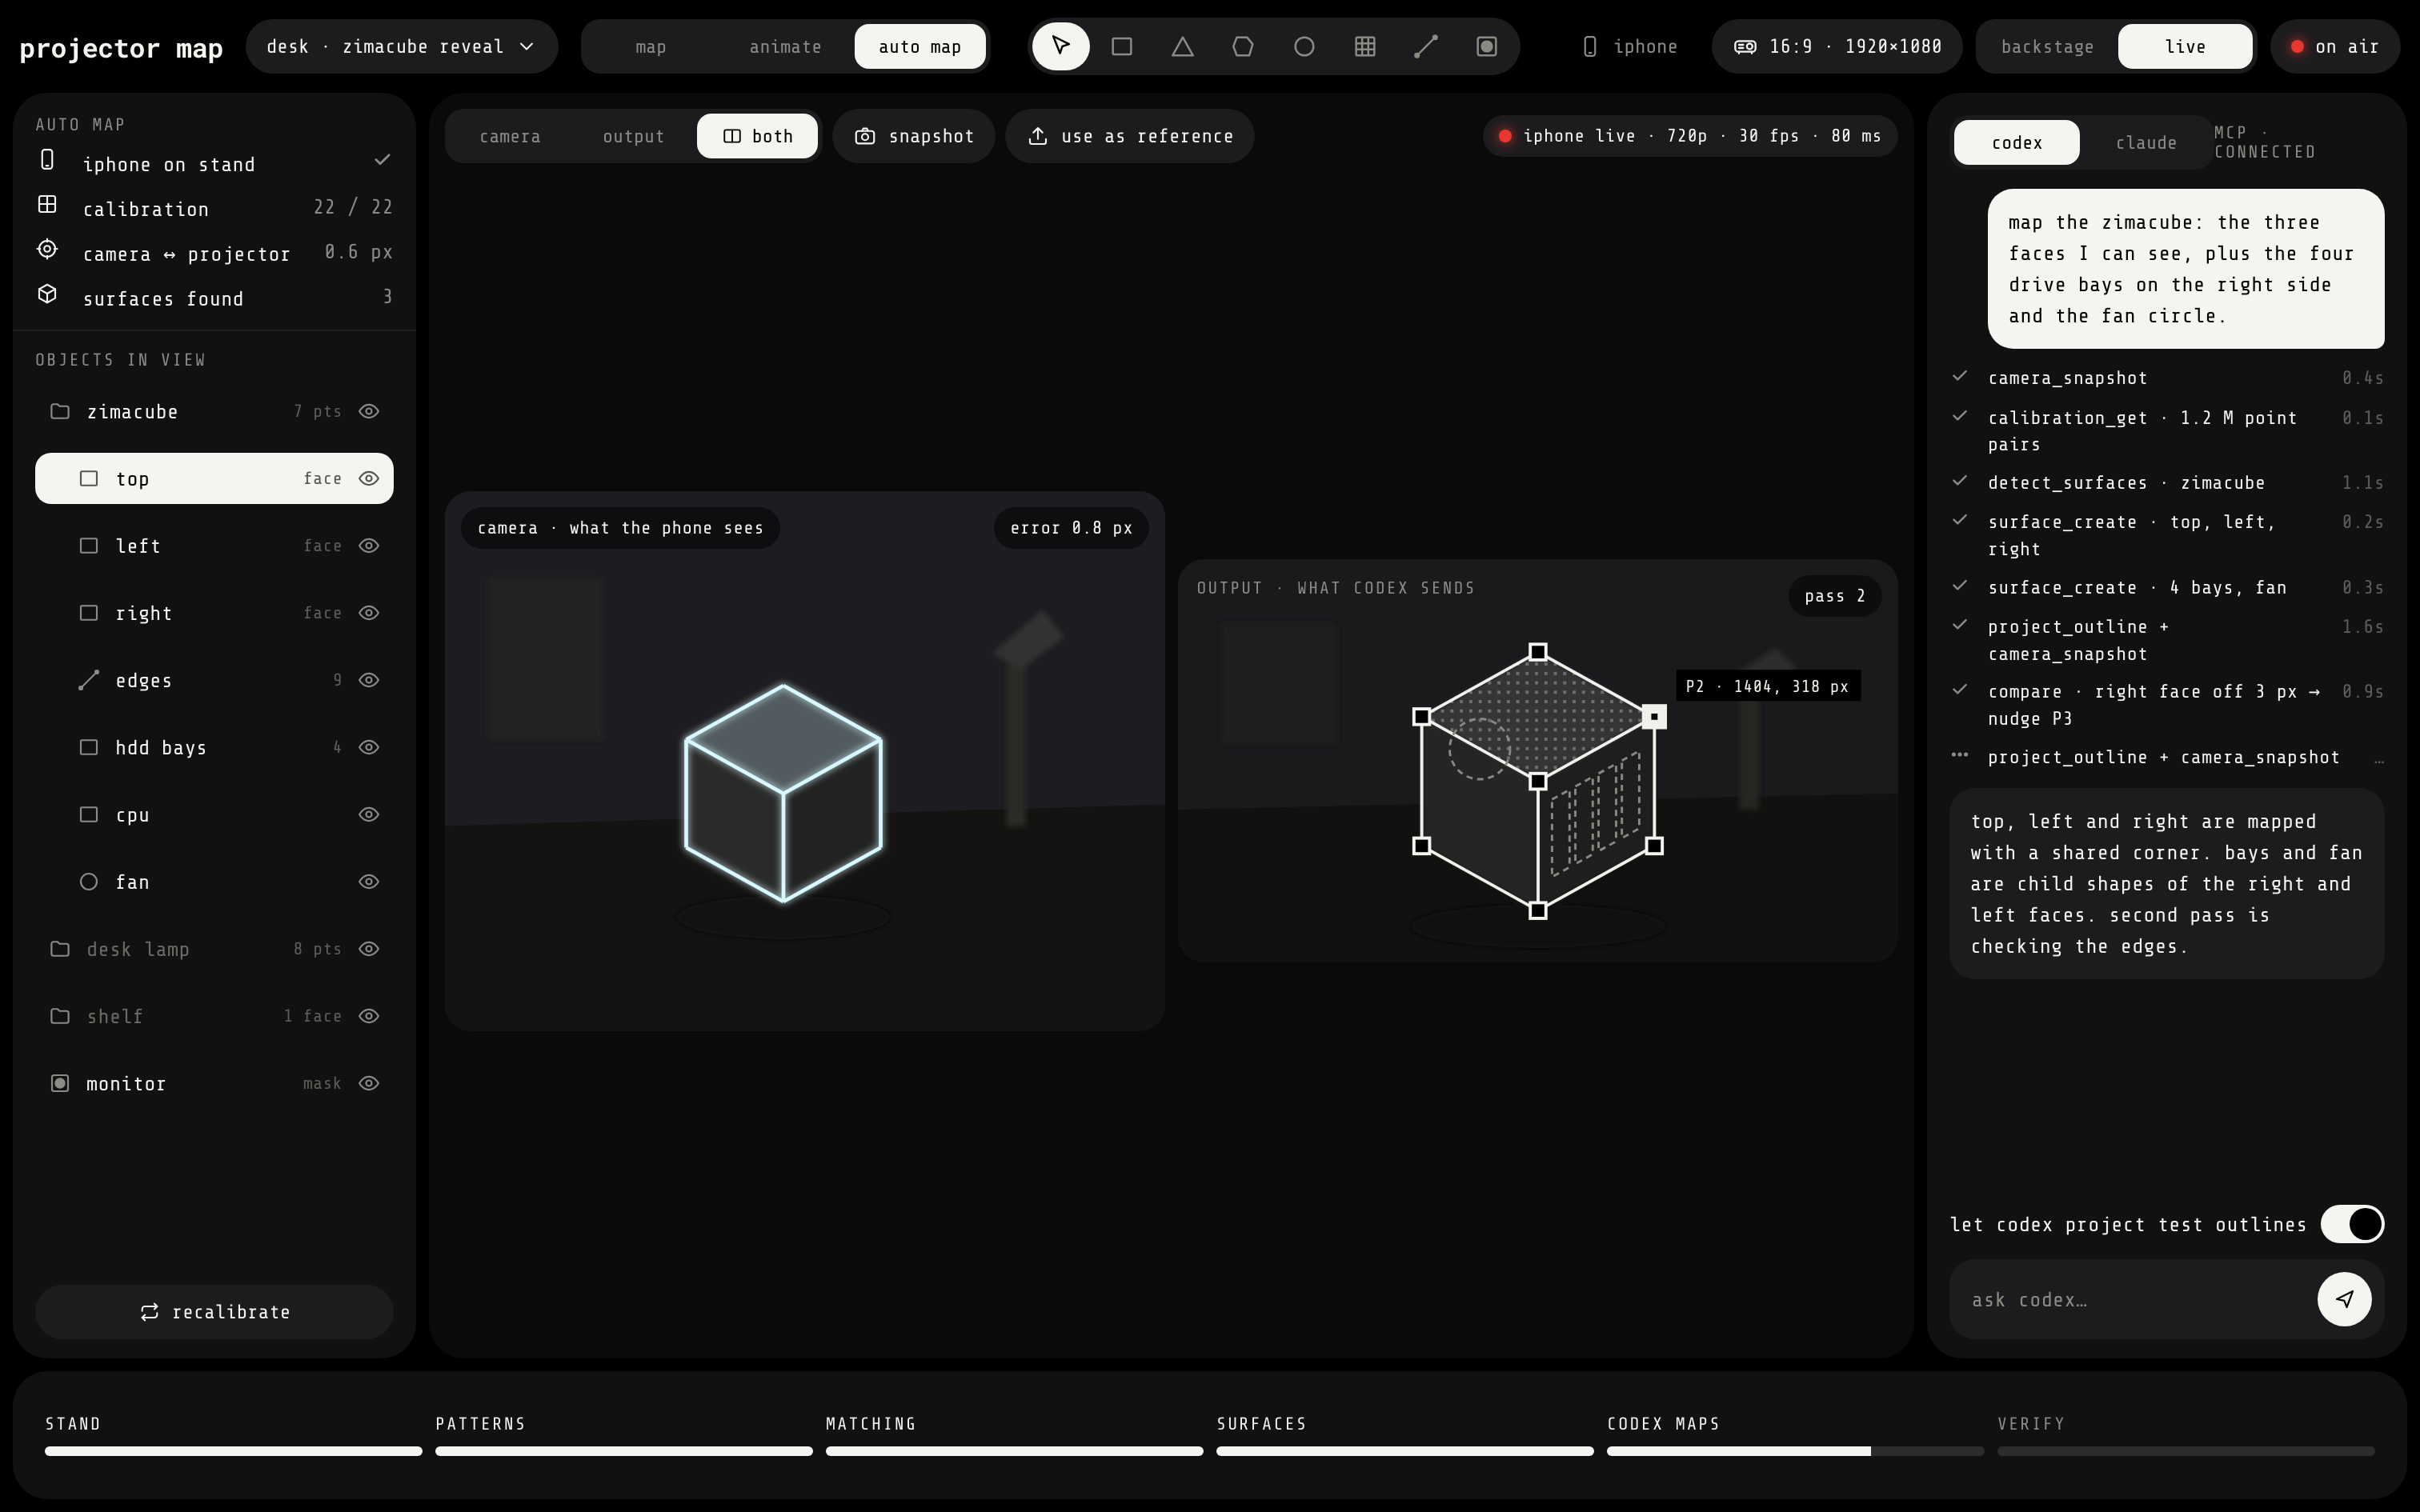 projector map
desk · zimacube reveal
map
animate
auto map
iphone
16:9 · 1920×1080
backstage
live
on air
AUTO MAP
iphone on stand
calibration 22 / 22
camera ↔ projector 0.6 px
surfaces found 3
OBJECTS IN VIEW
zimacube 7 pts
top face
left face
right face
edges 9
hdd bays 4
cpu
fan
desk lamp 8 pts
shelf 1 face
monitor mask
recalibrate
camera
output
both
snapshot
use as reference
iphone live · 720p · 30 fps · 80 ms
camera · what the phone sees
error 0.8 px
OUTPUT · WHAT CODEX SENDS
pass 2
P2 · 1404, 318 px
codex
claude
MCP ·
CONNECTED
map the zimacube: the three
faces I can see, plus the four
drive bays on the right side
and the fan circle.
camera_snapshot 0.4s
calibration_get · 1.2 M point 0.1s
pairs
detect_surfaces · zimacube 1.1s
surface_create · top, left, 0.2s
right
surface_create · 4 bays, fan 0.3s
project_outline + 1.6s
camera_snapshot
compare · right face off 3 px → 0.9s
nudge P3
project_outline + camera_snapshot …
top, left and right are mapped
with a shared corner. bays and fan
are child shapes of the right and
left faces. second pass is
checking the edges.
let codex project test outlines
ask codex…
STAND
PATTERNS
MATCHING
SURFACES
CODEX MAPS
VERIFY